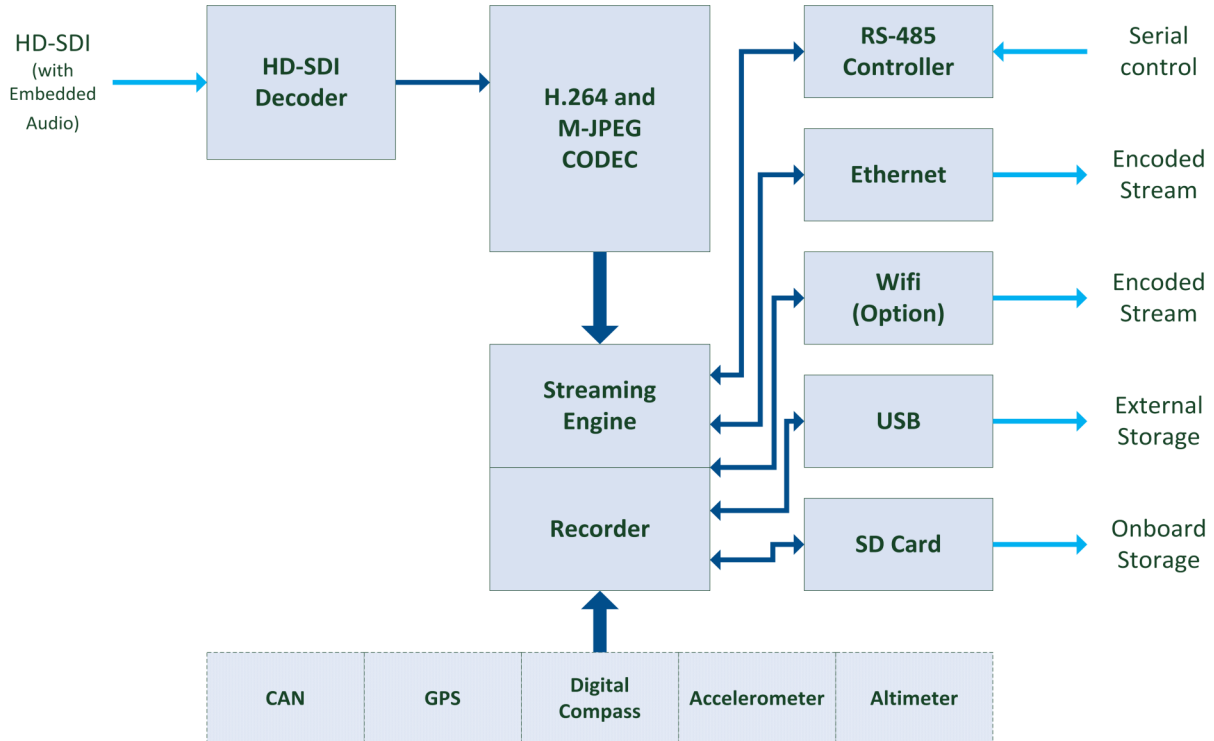 HD-SDI
(with
Embedded
Audio)
HD-SDI
Decoder
H.264 and
M-JPEG
CODEC
RS-485
Controller
Serial
control
Ethernet
Encoded
Stream
Wifi
(Option)
Encoded
Stream
Streaming
Engine
USB
External
Storage
Recorder
SD Card
Onboard
Storage
CAN
GPS
Digital
Compass
Accelerometer
Altimeter